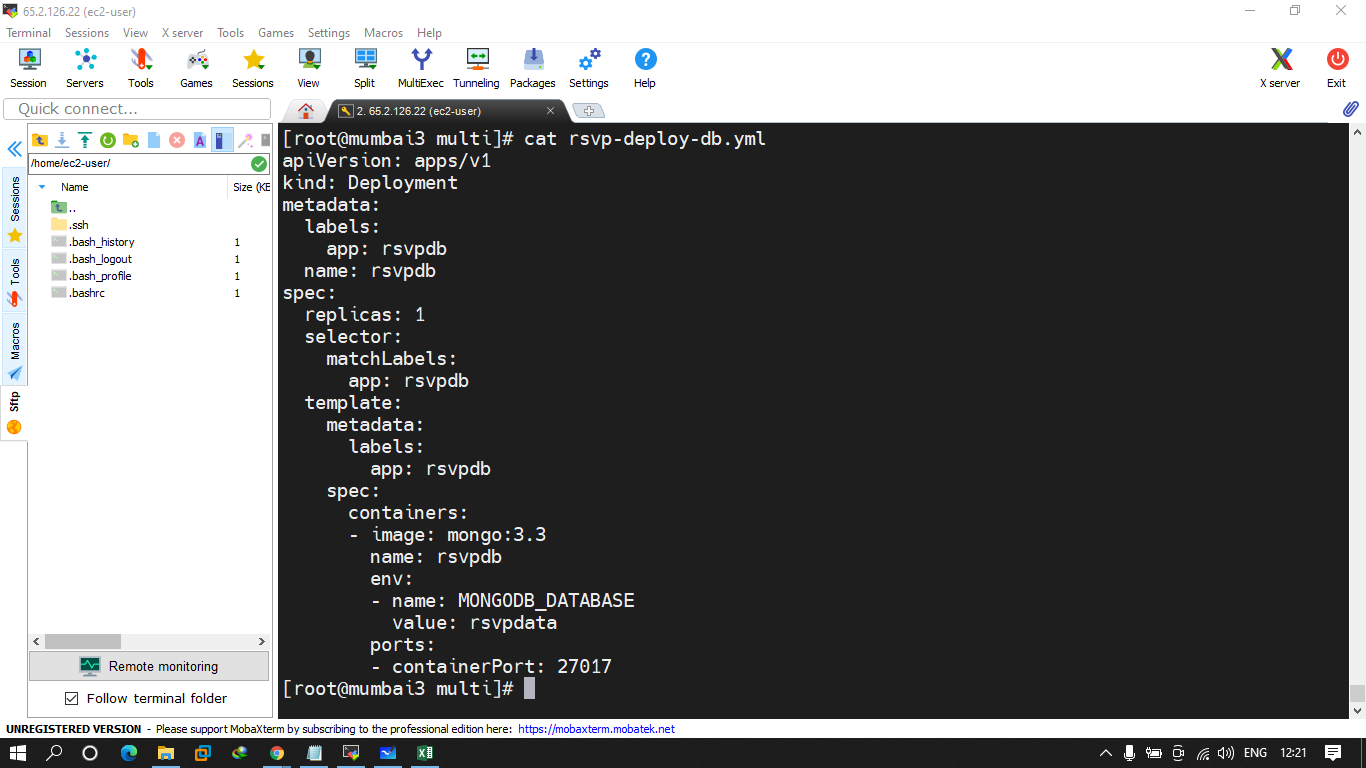 65.2.126.22 (ec2-user)
Terminal Sessions View X server Tools Games Settings Macros Help
Session Servers Tools Games Sessions View Split MultiExec Tunneling Packages Settings Help X server Exit
Quick connect...
2. 65.2.126.22 (ec2-user)
/home/ec2-user/
Name Size (KB
..
.ssh
.bash_history 1
.bash_logout 1
.bash_profile 1
.bashrc 1
Sessions
Tools
Macros
Sftp
Remote monitoring
Follow terminal folder
[root@mumbai3 multi]# cat rsvp-deploy-db.yml
apiVersion: apps/v1
kind: Deployment
metadata:
  labels:
    app: rsvpdb
  name: rsvpdb
spec:
  replicas: 1
  selector:
    matchLabels:
      app: rsvpdb
  template:
    metadata:
      labels:
        app: rsvpdb
    spec:
      containers:
      - image: mongo:3.3
        name: rsvpdb
        env:
        - name: MONGODB_DATABASE
          value: rsvpdata
        ports:
        - containerPort: 27017
[root@mumbai3 multi]#
UNREGISTERED VERSION - Please support MobaXterm by subscribing to the professional edition here: https://mobaxterm.mobatek.net
ENG 12:21